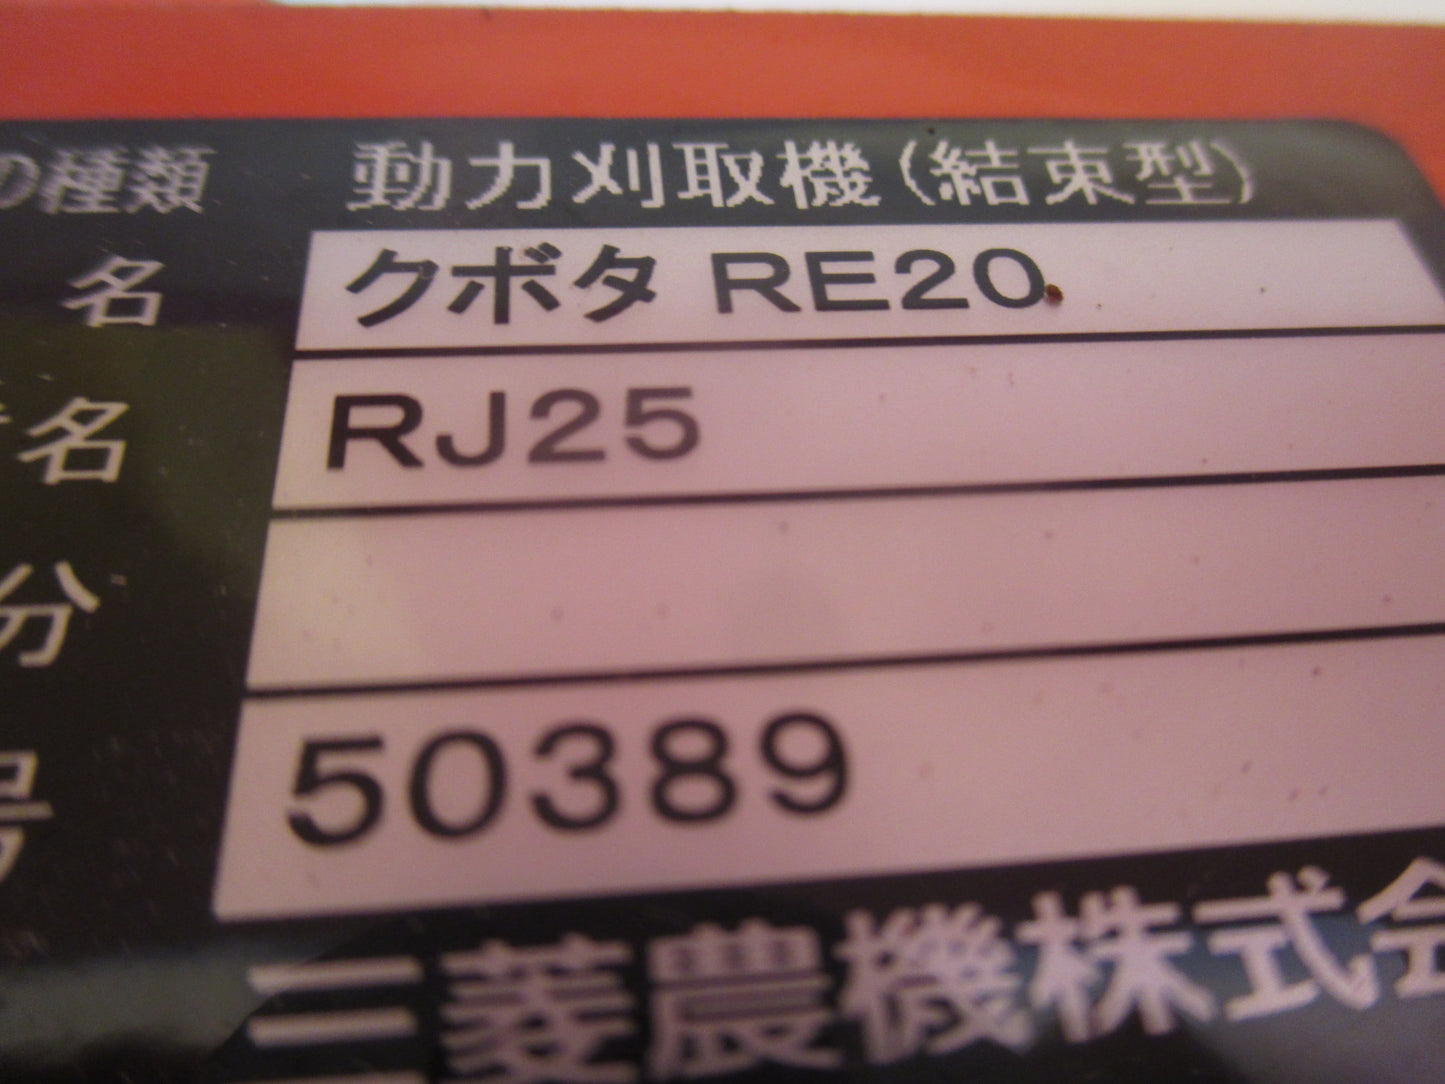 の種類 動力刈取機(結束型)
名 クボタ RE20
名 RJ25
分
号 50389
三菱農機株式会